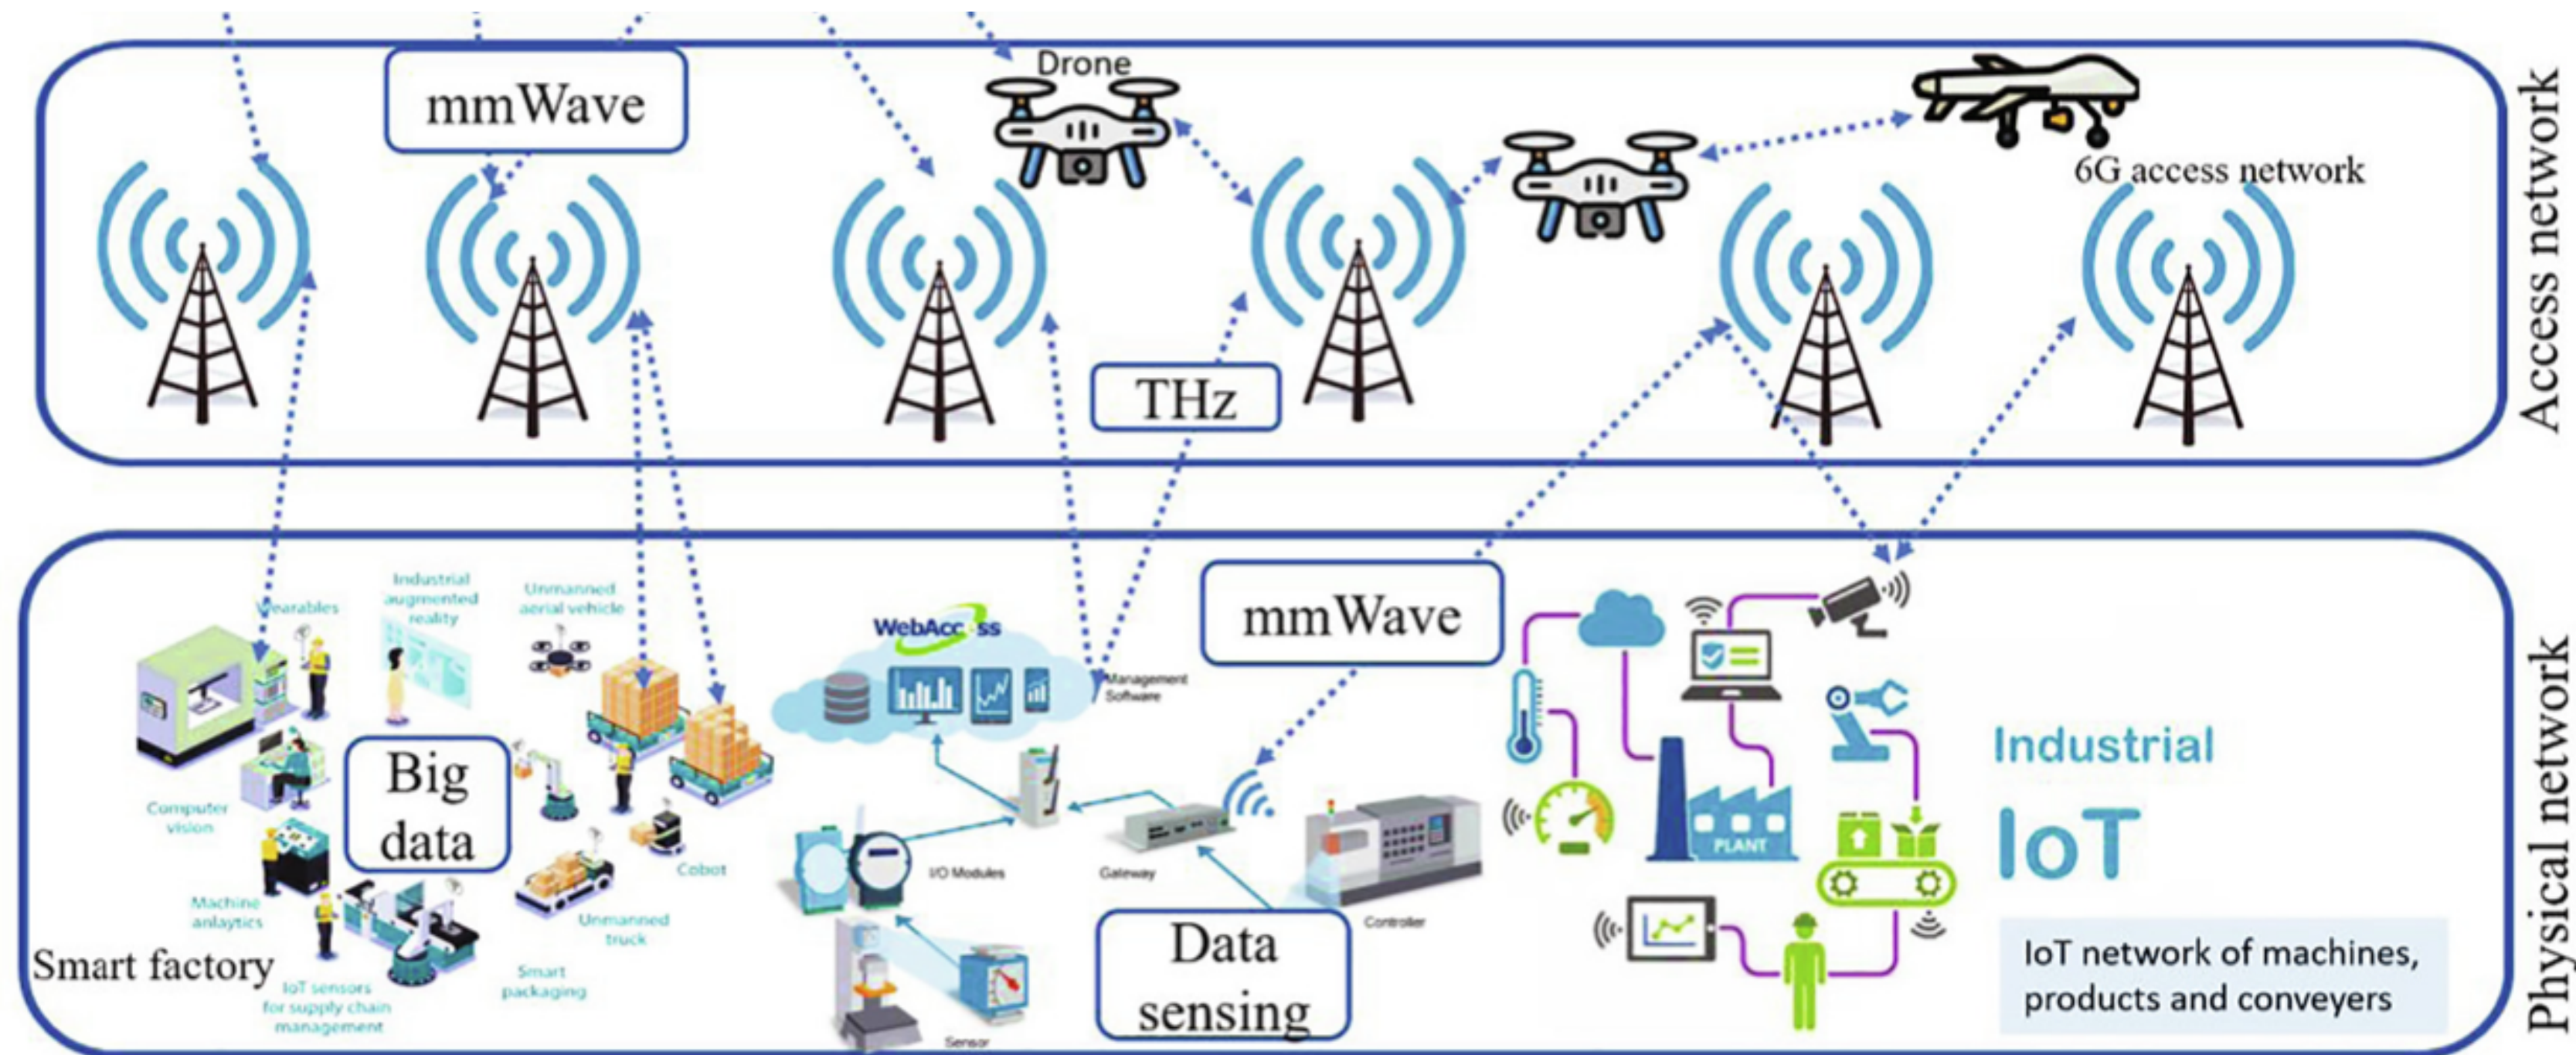 Drone
mmWave
6G access network
THz
Access network
Industrial
augmented
reality
Unmanned
aerial vehicle
Wearables
WebAccess
mmWave
Management
Software
Big
data
Computer
vision
Machine
anlaytics
Cobot
Unmanned
truck
Smart factory
IoT sensors
for supply chain
management
Smart
packaging
I/O Modules
Gateway
Controller
Data
sensing
Sensor
PLANT
Industrial
IoT
IoT network of machines,
products and conveyers
Physical network